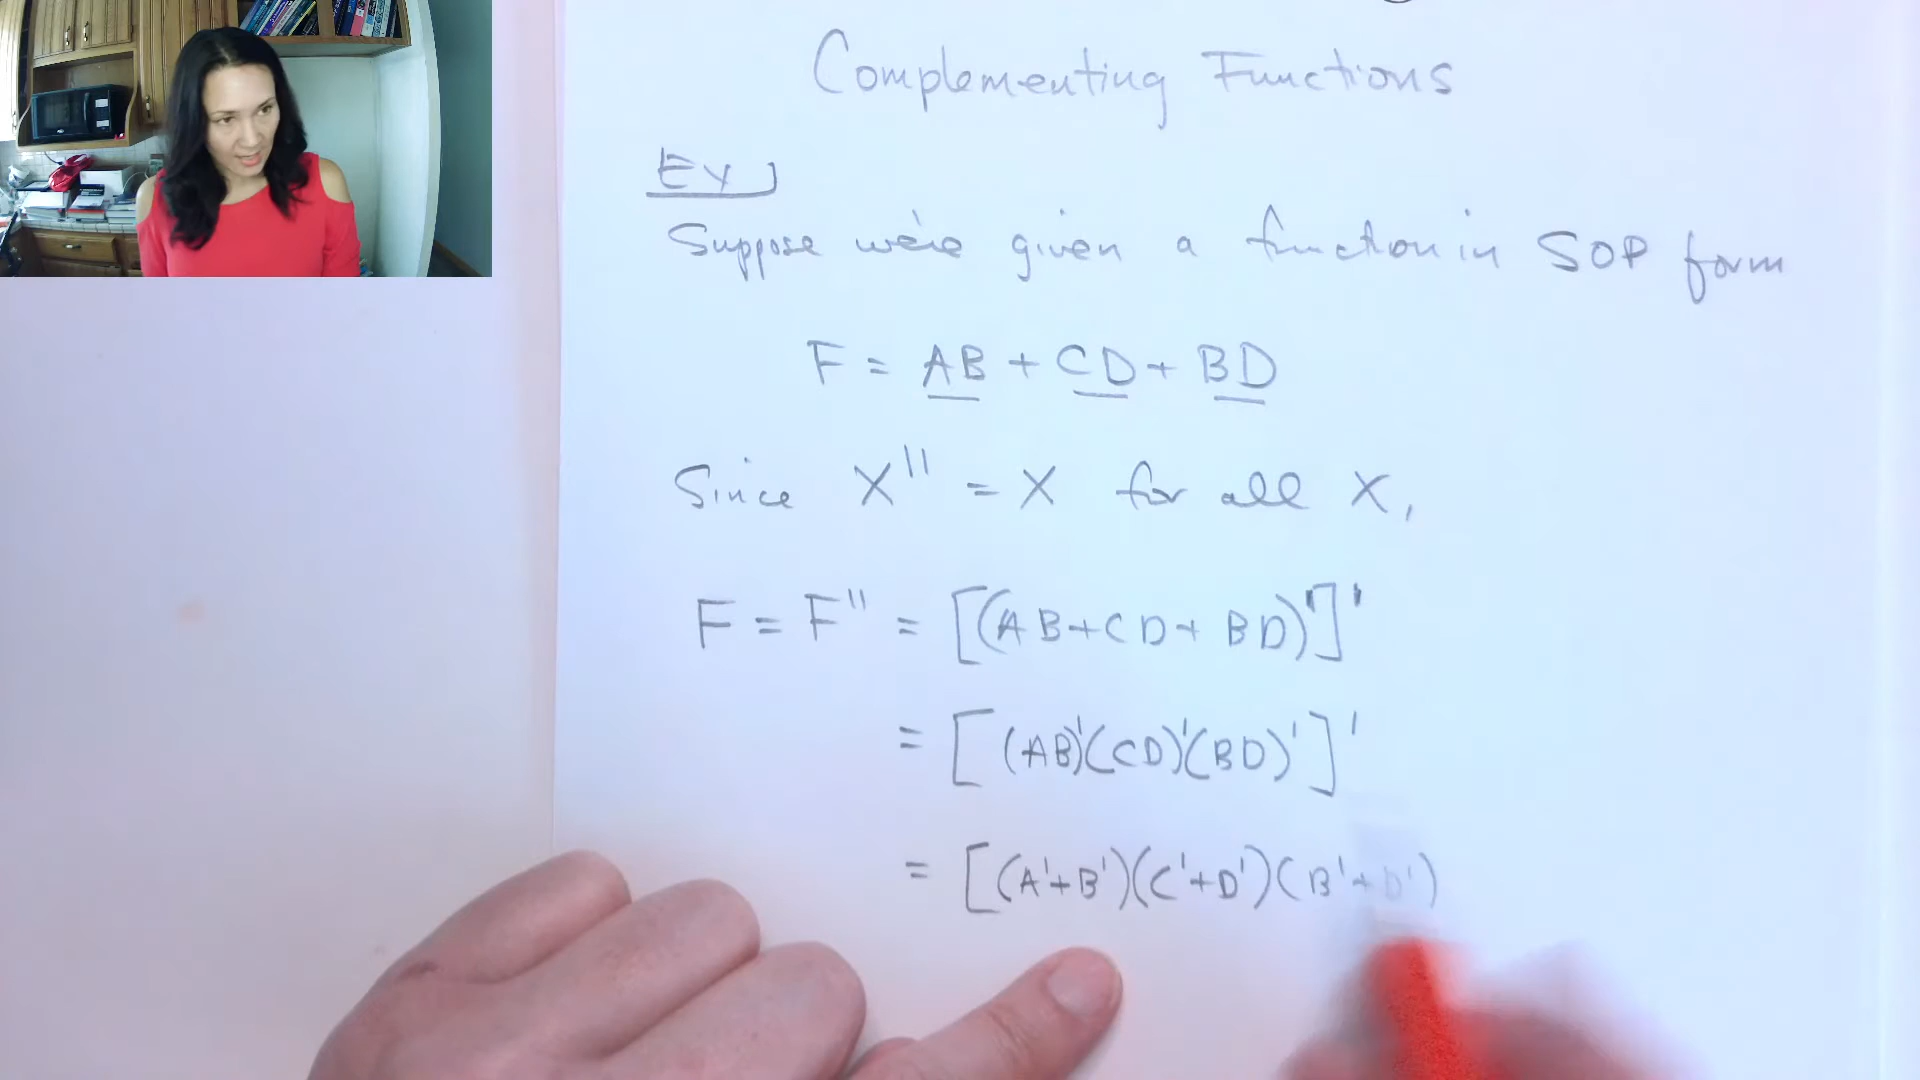 Complementing Functions
Ex
Suppose we're given a function in SOP form
F = AB + CD + BD
Since X'' = X for all X,
F = F'' = [(AB+CD+BD)']'
= [(AB)'(CD)'(BD)']'
= [(A'+B')(C'+D')(B'+D')